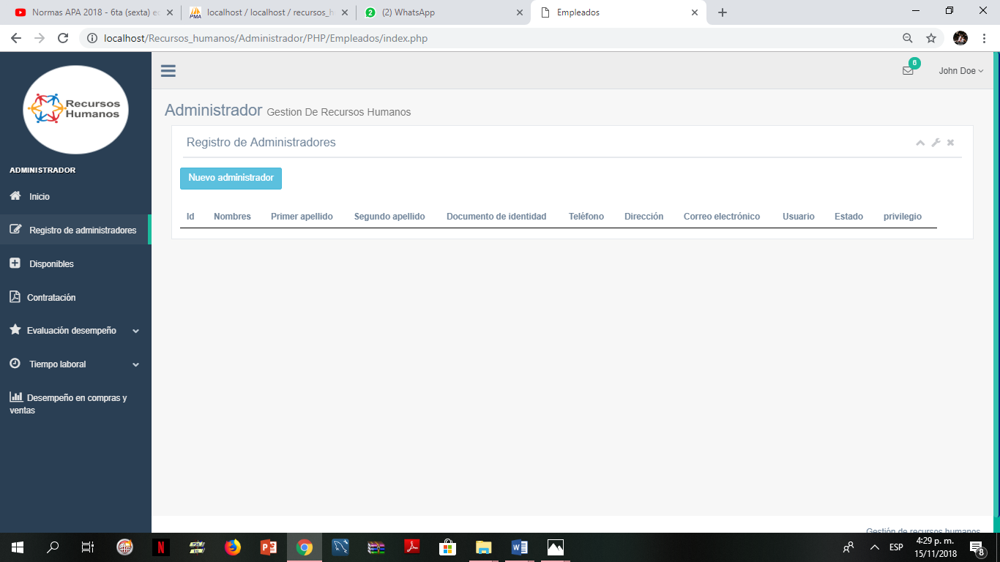 Normas APA 2018 - 6ta (sexta) e
localhost / localhost / recursos_h
(2) WhatsApp
Empleados
localhost/Recursos_humanos/Administrador/PHP/Empleados/index.php
6
John Doe
Recursos
Humanos
ADMINISTRADOR
Inicio
Registro de administradores
Disponibles
Contratación
Evaluación desempeño
Tiempo laboral
Desempeño en compras y
ventas
Administrador Gestion De Recursos Humanos
Registro de Administradores
Nuevo administrador
Id Nombres Primer apellido Segundo apellido Documento de identidad Teléfono Dirección Correo electrónico Usuario Estado privilegio
Gestión de recursos humanos
ESP
4:29 p. m.
15/11/2018
8